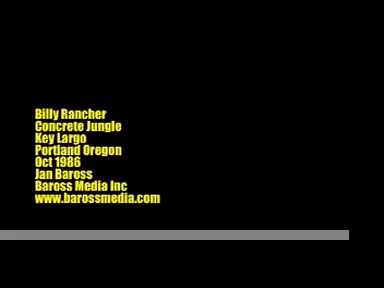 Billy Rancher
Concrete Jungle
Key Largo
Portland Oregon
Oct 1986
Jan Baross
Baross Media Inc
www.barossmedia.com